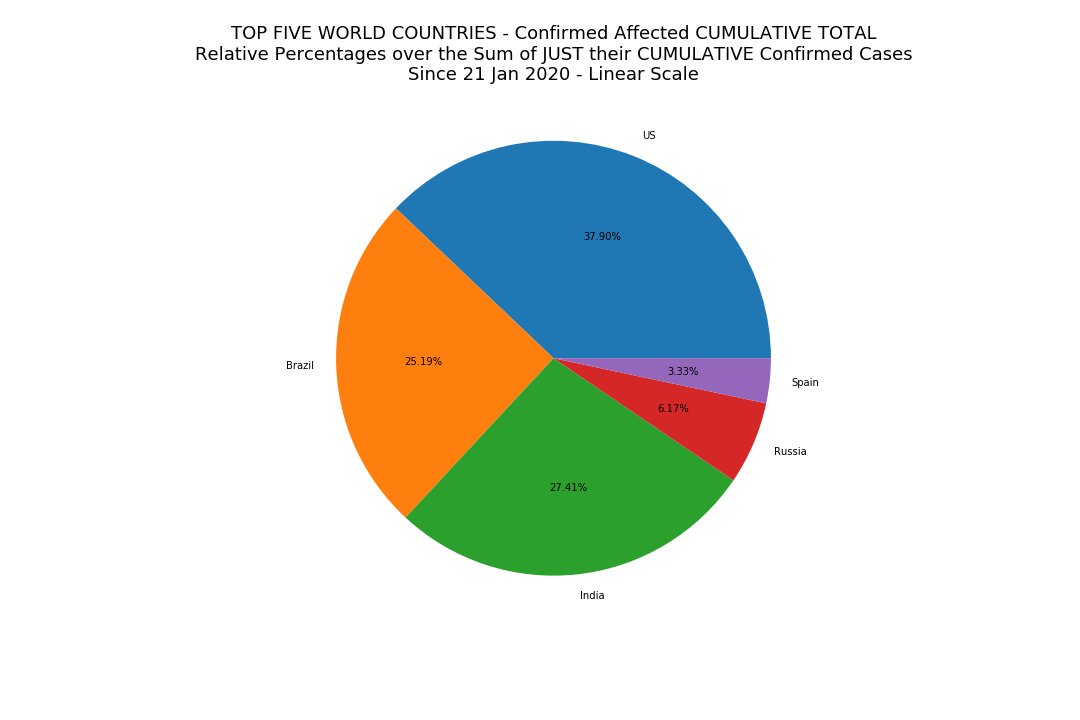 TOP FIVE WORLD COUNTRIES - Confirmed Affected CUMULATIVE TOTAL
Relative Percentages over the Sum of JUST their CUMULATIVE Confirmed Cases
Since 21 Jan 2020 - Linear Scale
US
37.90%
Brazil
25.19%
3.33%
Spain
6.17%
Russia
27.41%
India